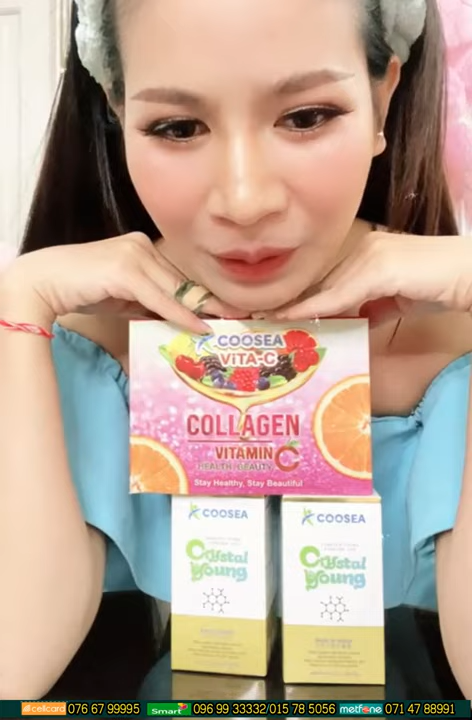 COOSEA
ViTA-C
COLLAGEN
VITAMIN C
HEALTH, BEAUTY
Stay Healthy, Stay Beautiful
COOSEA
Crystal
Young
COOSEA
Crystal
Young
cellcard 076 67 99995 Smart 096 99 33332/015 78 5056 metfone 071 47 88991